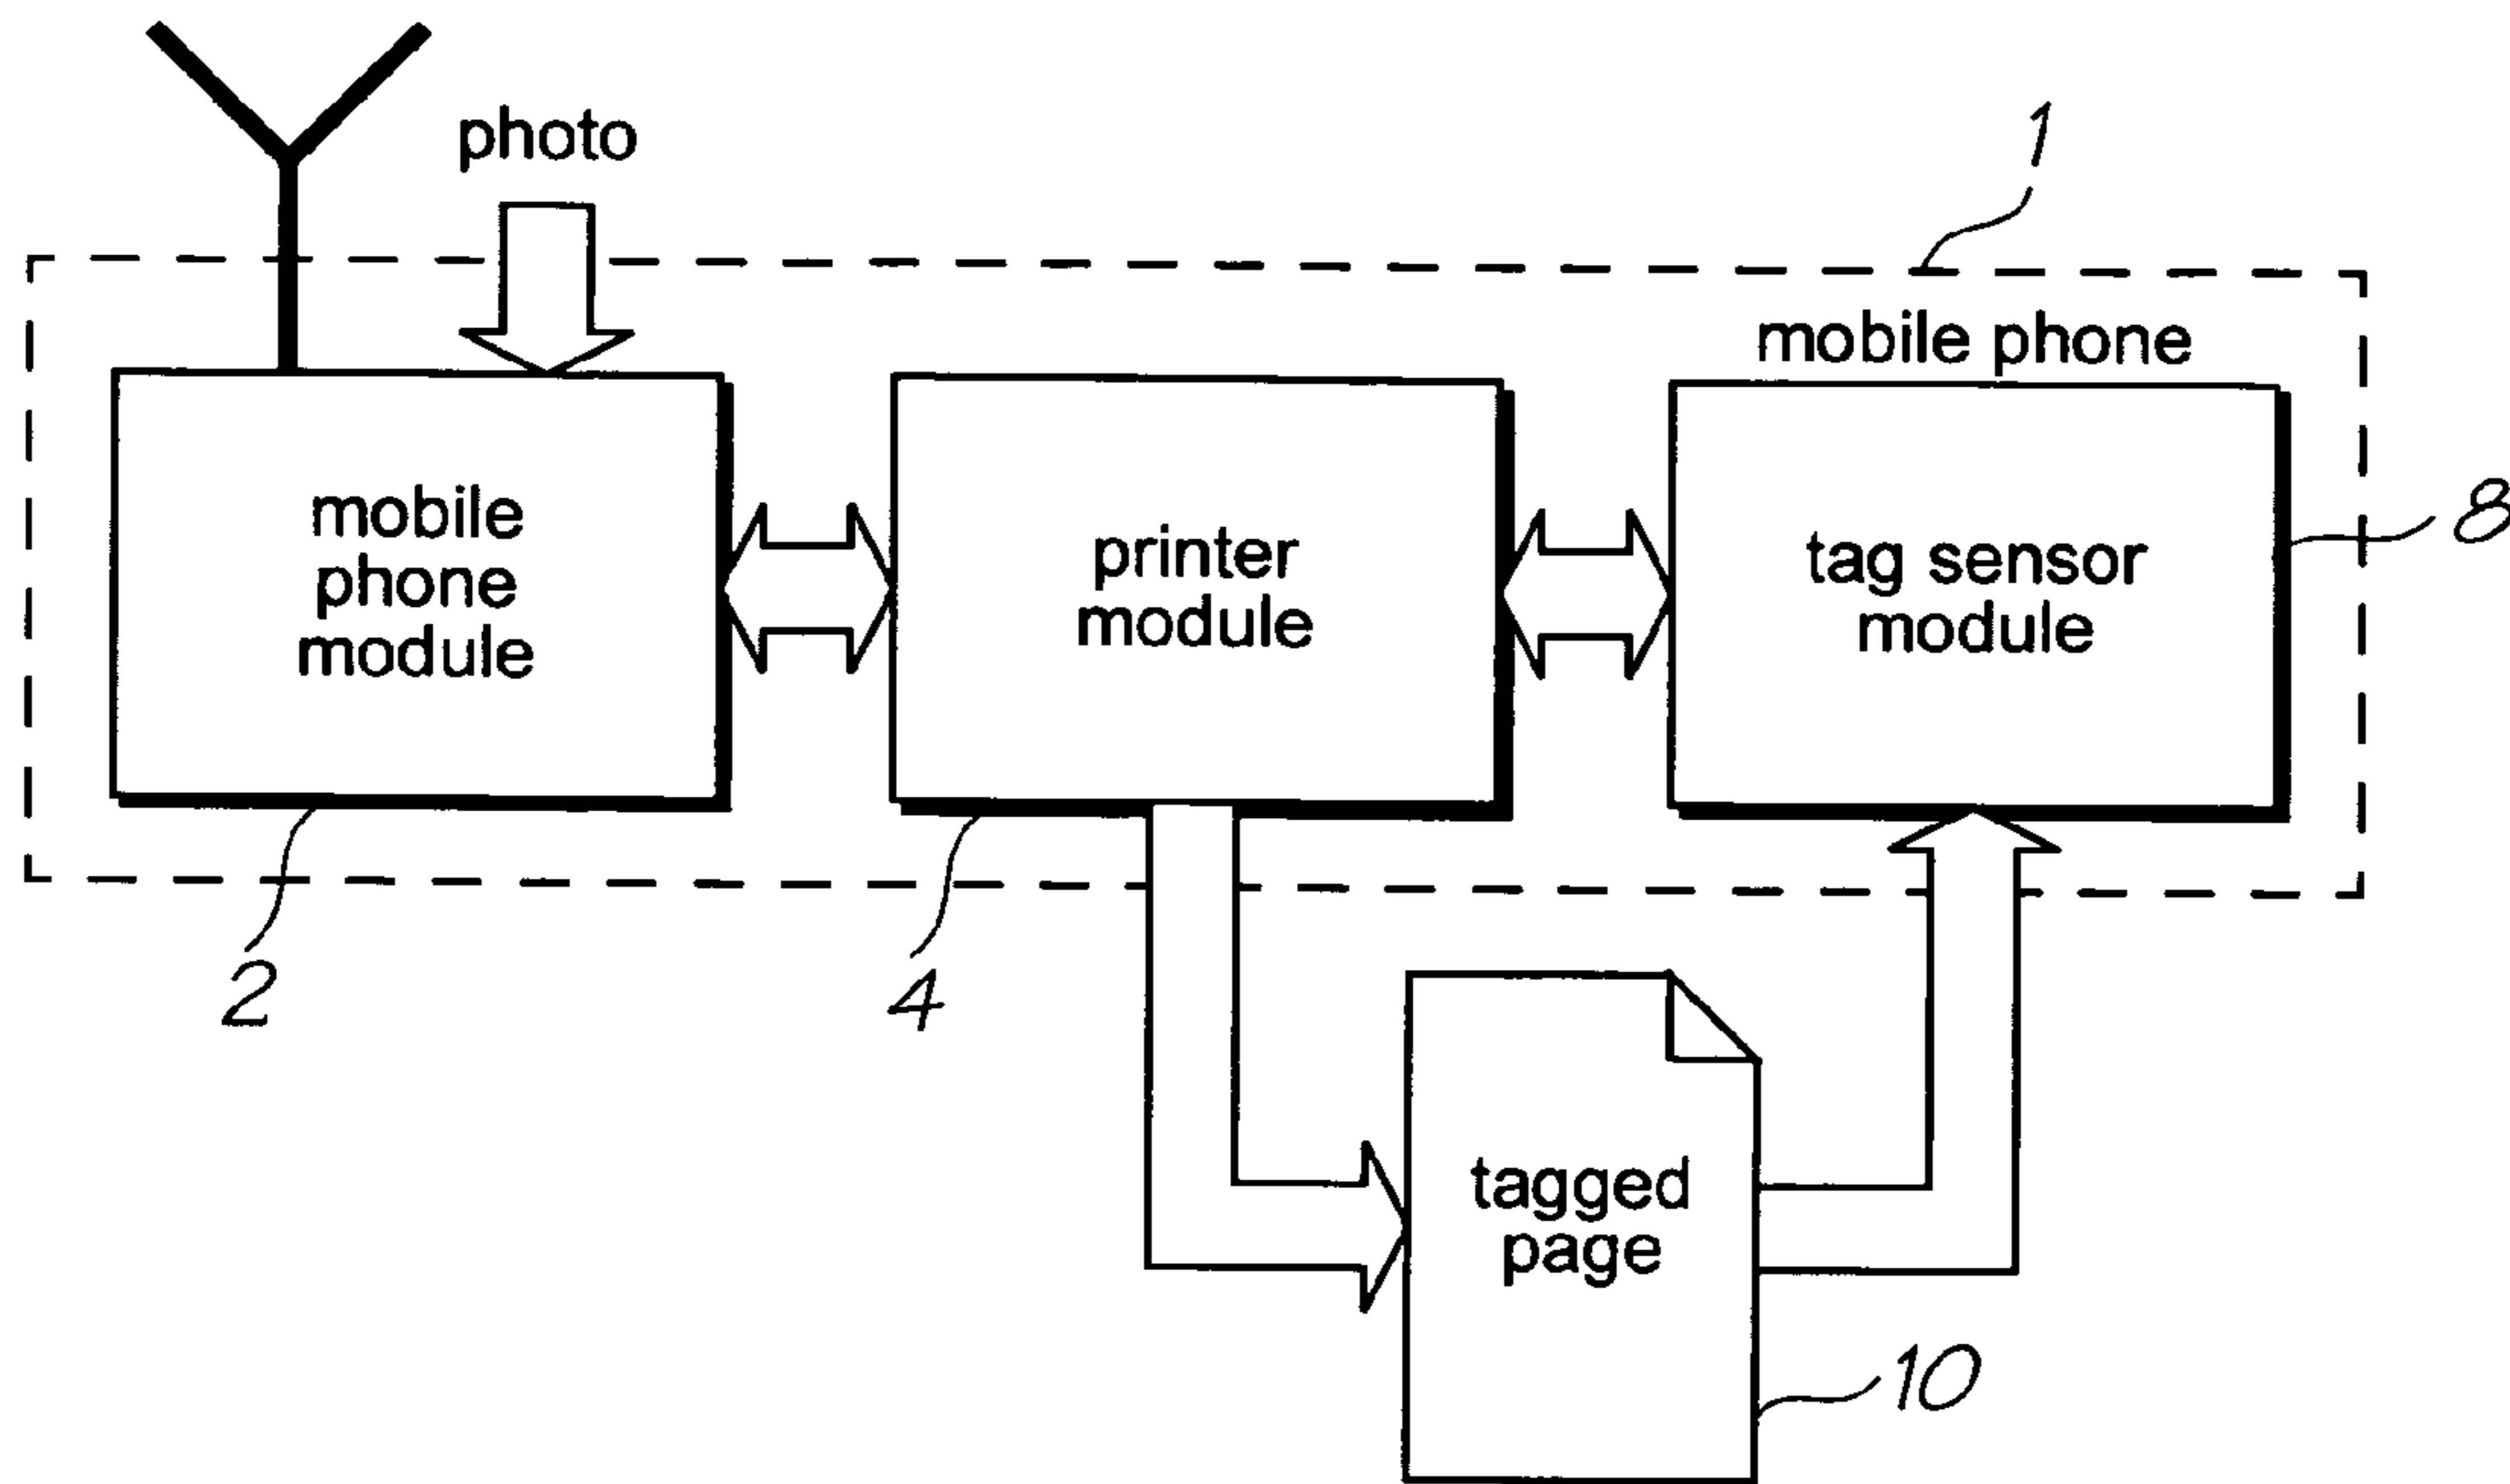 photo
1
mobile phone
mobile
phone
module
printer
module
tag sensor
module
8
2
4
tagged
page
10